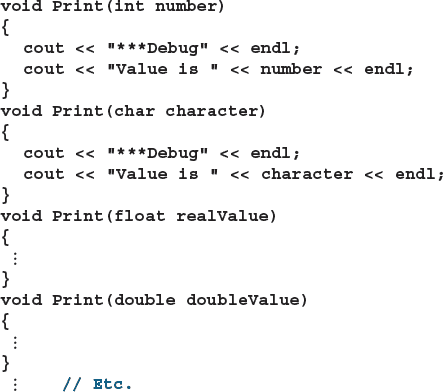 void Print(int number)
{
  cout << "***Debug" << endl;
  cout << "Value is " << number << endl;
}
void Print(char character)
{
  cout << "***Debug" << endl;
  cout << "Value is " << character << endl;
}
void Print(float realValue)
{
 ⋮
}
void Print(double doubleValue)
{
 ⋮
}
 ⋮    // Etc.